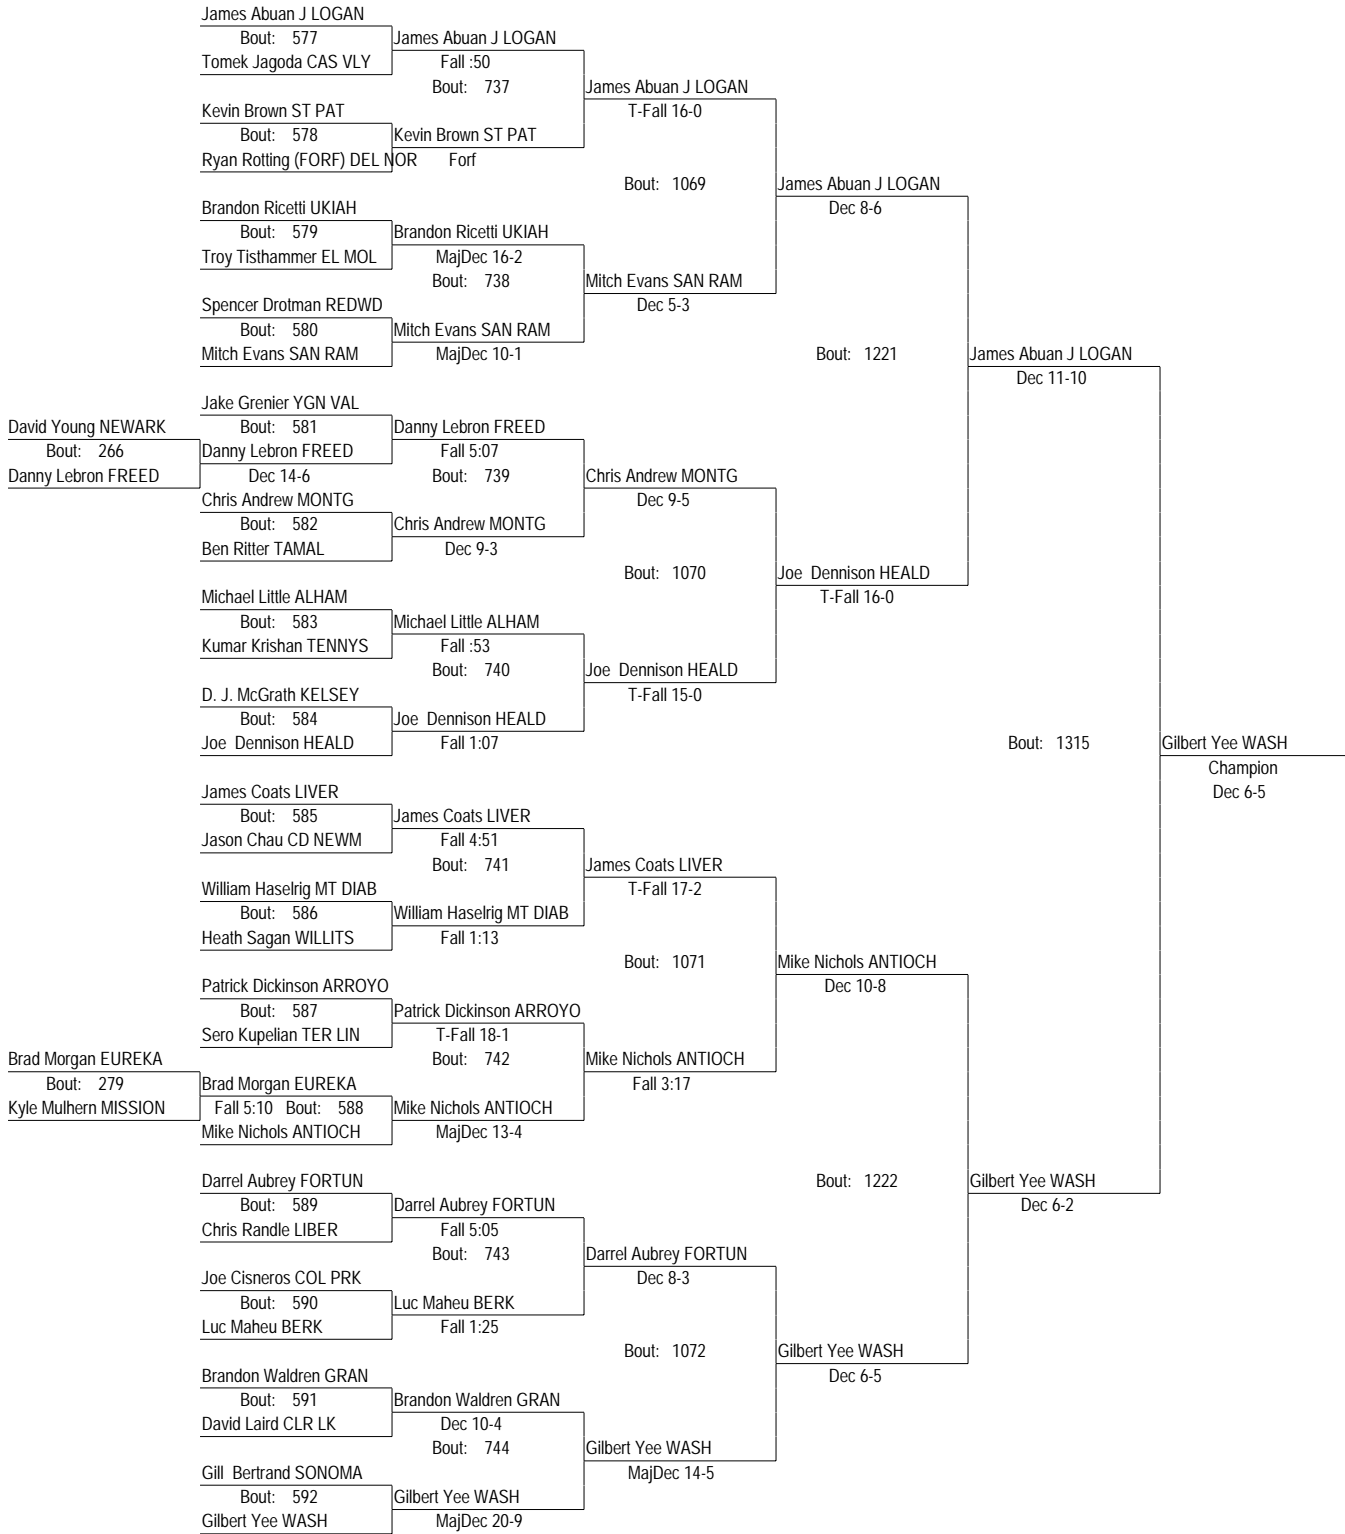 James Abuan J LOGAN
Bout: 577 James Abuan J LOGAN
Tomek Jagoda CAS VLY Fall :50
Bout: 737 James Abuan J LOGAN
Kevin Brown ST PAT T-Fall 16-0
Bout: 578 Kevin Brown ST PAT
Ryan Rotting (FORF) DEL NOR Forf
Bout: 1069 James Abuan J LOGAN
Brandon Ricetti UKIAH Dec 8-6
Bout: 579 Brandon Ricetti UKIAH
Troy Tisthammer EL MOL MajDec 16-2
Bout: 738 Mitch Evans SAN RAM
Spencer Drotman REDWD Dec 5-3
Bout: 580 Mitch Evans SAN RAM
Mitch Evans SAN RAM MajDec 10-1 Bout: 1221 James Abuan J LOGAN
Dec 11-10
Jake Grenier YGN VAL
David Young NEWARK Bout: 581 Danny Lebron FREED
Bout: 266 Danny Lebron FREED Fall 5:07
Danny Lebron FREED Dec 14-6 Bout: 739 Chris Andrew MONTG
Chris Andrew MONTG Dec 9-5
Bout: 582 Chris Andrew MONTG
Ben Ritter TAMAL Dec 9-3
Bout: 1070 Joe Dennison HEALD
Michael Little ALHAM T-Fall 16-0
Bout: 583 Michael Little ALHAM
Kumar Krishan TENNYS Fall :53
Bout: 740 Joe Dennison HEALD
D. J. McGrath KELSEY T-Fall 15-0
Bout: 584 Joe Dennison HEALD
Joe Dennison HEALD Fall 1:07 Bout: 1315 Gilbert Yee WASH
Champion
James Coats LIVER Dec 6-5
Bout: 585 James Coats LIVER
Jason Chau CD NEWM Fall 4:51
Bout: 741 James Coats LIVER
William Haselrig MT DIAB T-Fall 17-2
Bout: 586 William Haselrig MT DIAB
Heath Sagan WILLITS Fall 1:13
Bout: 1071 Mike Nichols ANTIOCH
Patrick Dickinson ARROYO Dec 10-8
Bout: 587 Patrick Dickinson ARROYO
Sero Kupelian TER LIN T-Fall 18-1
Brad Morgan EUREKA Bout: 742 Mike Nichols ANTIOCH
Bout: 279 Brad Morgan EUREKA Fall 3:17
Kyle Mulhern MISSION Fall 5:10 Bout: 588 Mike Nichols ANTIOCH
Mike Nichols ANTIOCH MajDec 13-4
Darrel Aubrey FORTUN Bout: 1222 Gilbert Yee WASH
Bout: 589 Darrel Aubrey FORTUN Dec 6-2
Chris Randle LIBER Fall 5:05
Bout: 743 Darrel Aubrey FORTUN
Joe Cisneros COL PRK Dec 8-3
Bout: 590 Luc Maheu BERK
Luc Maheu BERK Fall 1:25
Bout: 1072 Gilbert Yee WASH
Brandon Waldren GRAN Dec 6-5
Bout: 591 Brandon Waldren GRAN
David Laird CLR LK Dec 10-4
Bout: 744 Gilbert Yee WASH
Gill Bertrand SONOMA MajDec 14-5
Bout: 592 Gilbert Yee WASH
Gilbert Yee WASH MajDec 20-9